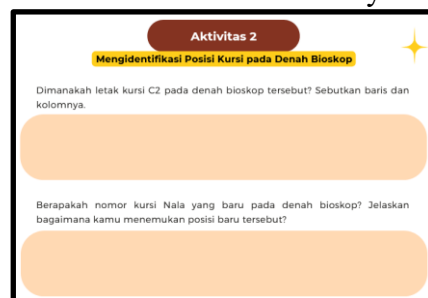 Aktivitas 2
Mengidentifikasi Posisi Kursi pada Denah Bioskop
Dimanakah letak kursi C2 pada denah bioskop tersebut? Sebutkan baris dan
kolomnya.
Berapakah nomor kursi Nala yang baru pada denah bioskop? Jelaskan
bagaimana kamu menemukan posisi baru tersebut?